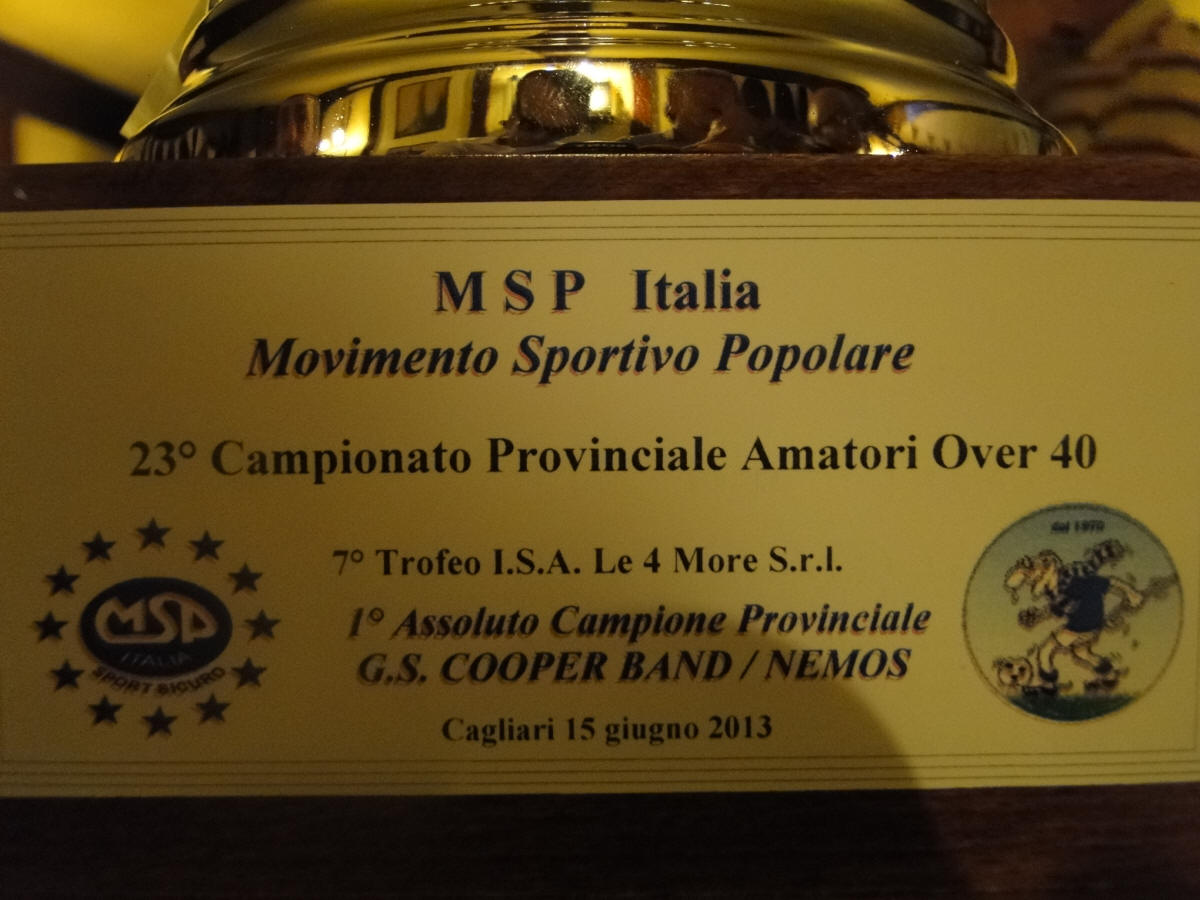 M S P Italia
Movimento Sportivo Popolare
23° Campionato Provinciale Amatori Over 40
7° Trofeo I.S.A. Le 4 More S.r.l.
1° Assoluto Campione Provinciale
G.S. COOPER BAND / NEMOS
Cagliari 15 giugno 2013
MSP
ITALIA
SPORT SICURO
dal 1970